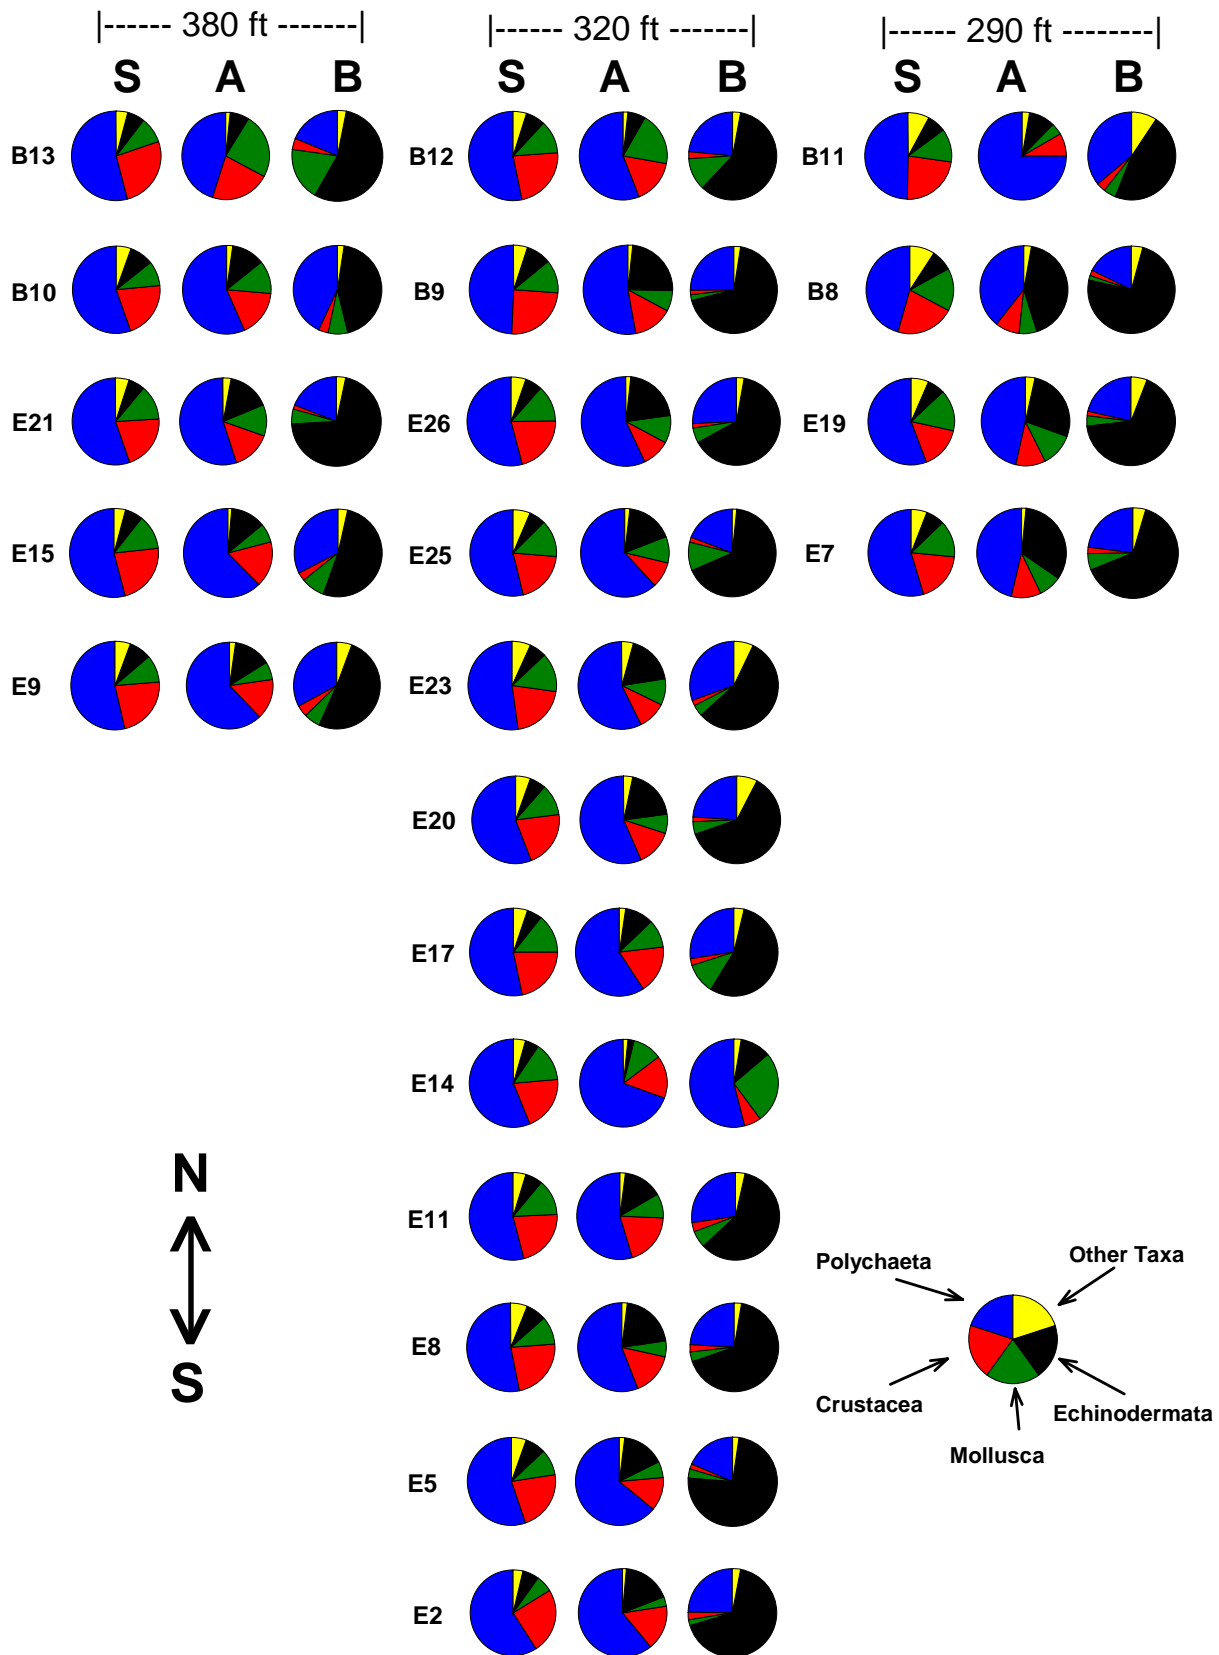 |------ 380 ft -------| |------ 320 ft -------| |------ 290 ft --------|
S A B S A B S A B
B13 B12 B11
B10 B9 B8
E21 E26 E19
E15 E25 E7
E9 E23
E20
E17
E14
N
E11
Polychaeta Other Taxa
E8
S
Crustacea Echinodermata
Mollusca
E5
E2